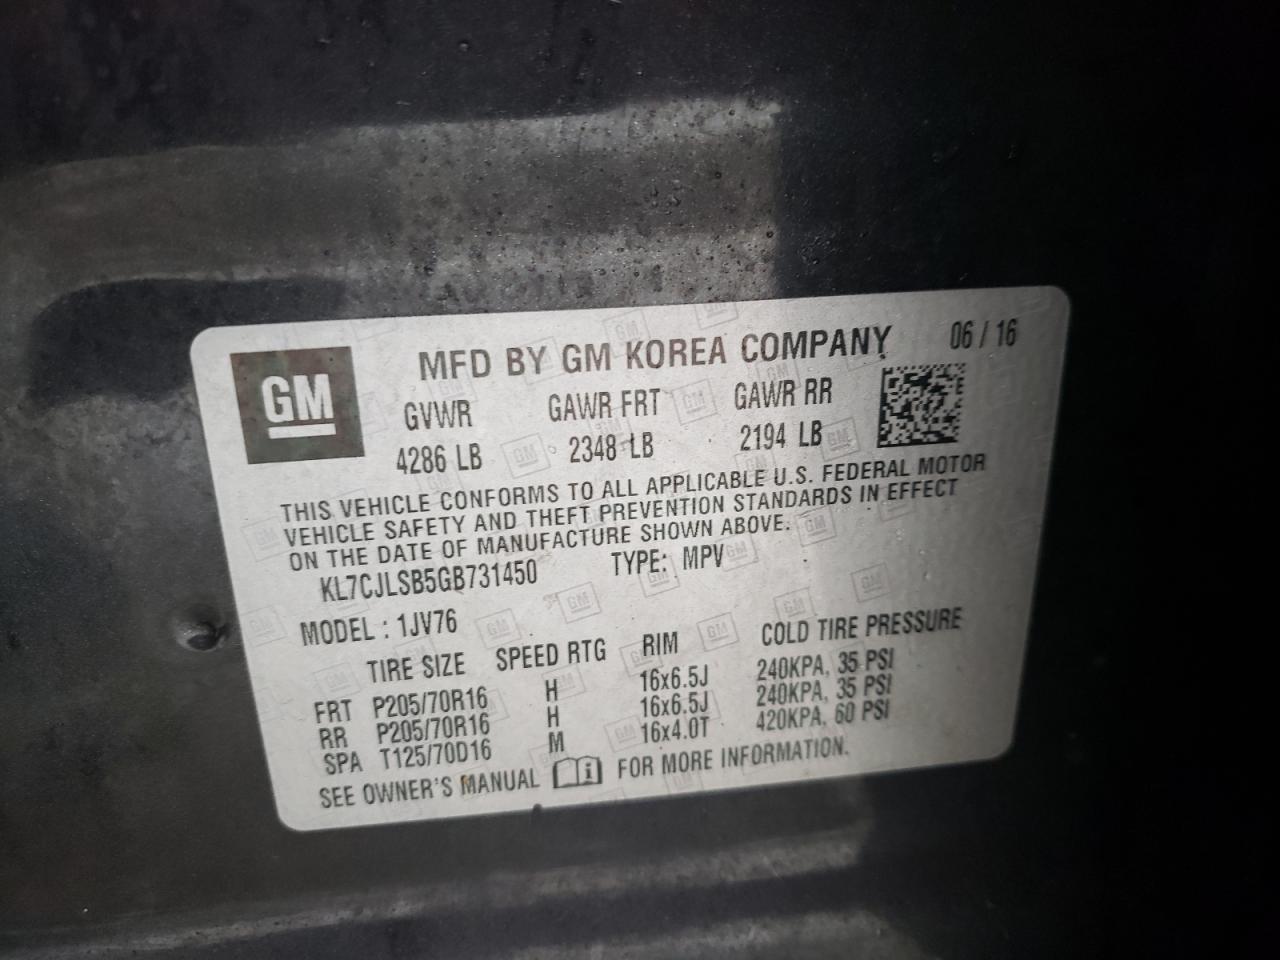 GM
MFD BY GM KOREA COMPANY 06 / 16
GVWR GAWR FRT GAWR RR
4286 LB 2348 LB 2194 LB
THIS VEHICLE CONFORMS TO ALL APPLICABLE U.S. FEDERAL MOTOR
VEHICLE SAFETY AND THEFT PREVENTION STANDARDS IN EFFECT
ON THE DATE OF MANUFACTURE SHOWN ABOVE.
KL7CJLSB5GB731450 TYPE: MPV
MODEL : 1JV76
TIRE SIZE SPEED RTG RIM COLD TIRE PRESSURE
FRT P205/70R16 H 16x6.5J 240KPA, 35 PSI
RR P205/70R16 H 16x6.5J 240KPA, 35 PSI
SPA T125/70D16 M 16x4.0T 420KPA, 60 PSI
SEE OWNER'S MANUAL i FOR MORE INFORMATION.